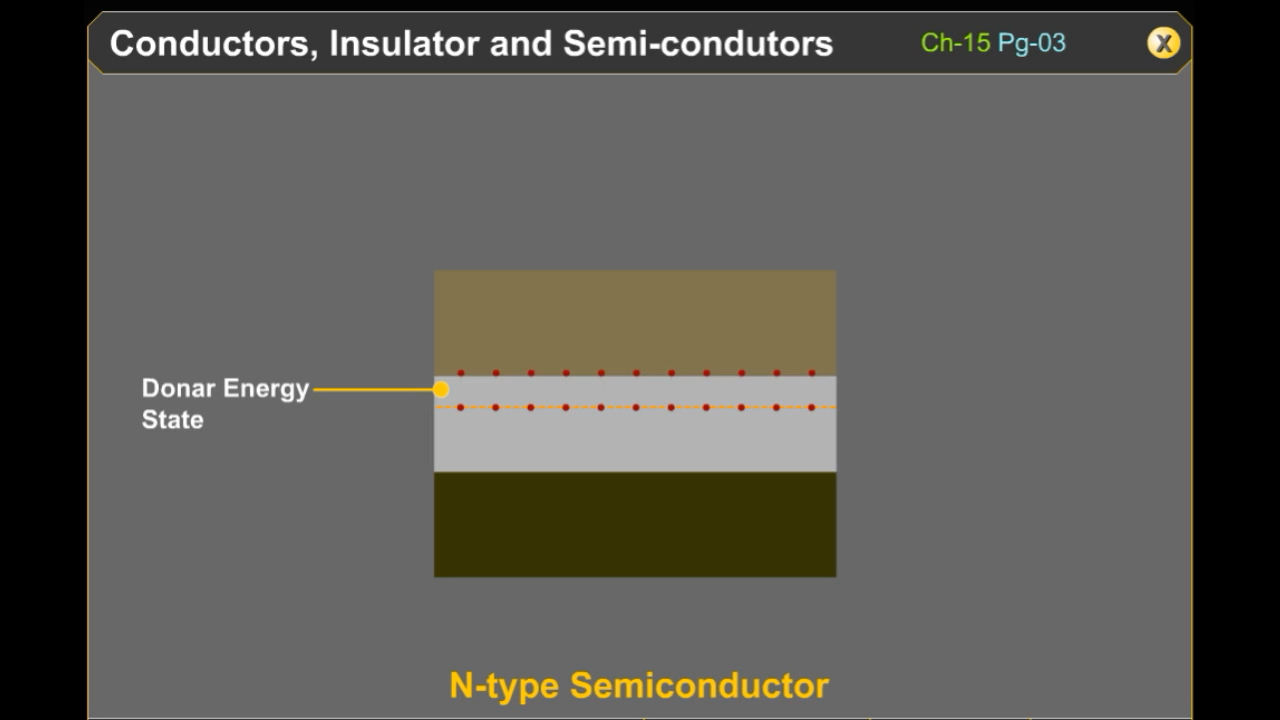 Conductors, Insulator and Semi-condutors
Ch-15 Pg-03
X
Donar Energy
State
N-type Semiconductor